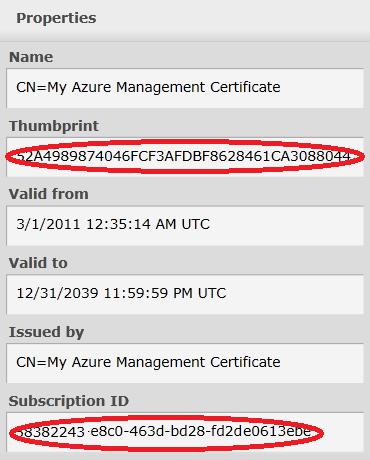 Properties
Name
CN=My Azure Management Certificate
Thumbprint
52A4989874046FCF3AFDBF8628461CA3088044
Valid from
3/1/2011 12:35:14 AM UTC
Valid to
12/31/2039 11:59:59 PM UTC
Issued by
CN=My Azure Management Certificate
Subscription ID
58382243-e8c0-463d-bd28-fd2de0613ebe